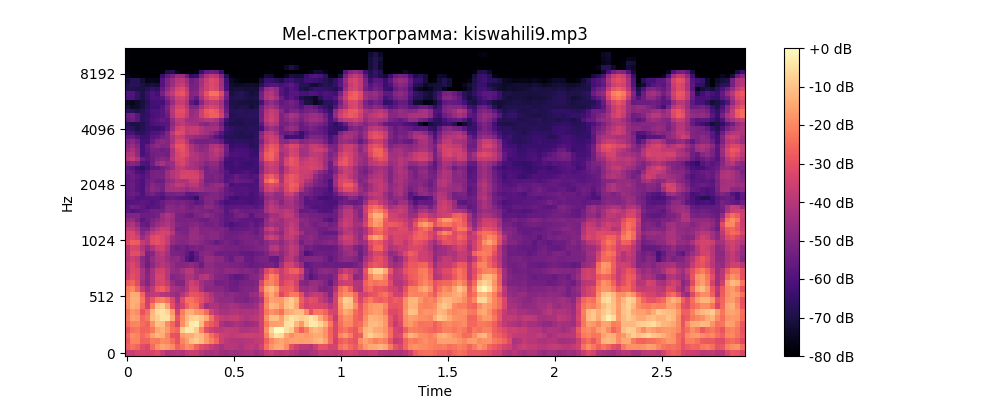 Mel-спектрограмма: kiswahili9.mp3
Hz
8192
4096
2048
1024
512
0
0
0.5
1
1.5
2
2.5
Time
+0 dB
-10 dB
-20 dB
-30 dB
-40 dB
-50 dB
-60 dB
-70 dB
-80 dB